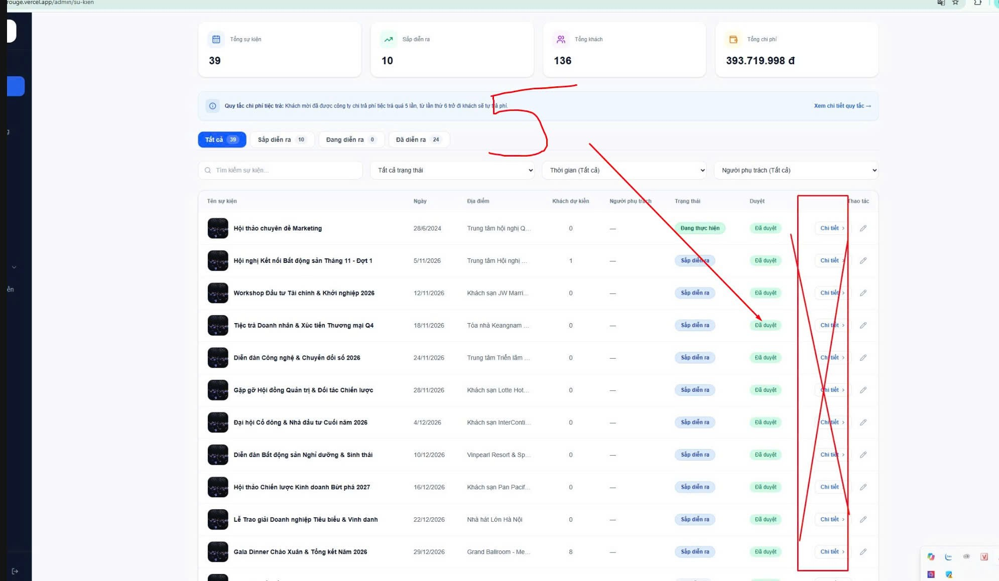 rouge.vercel.app/admin/su-kien
Tổng sự kiện
39
Sắp diễn ra
10
Tổng khách
136
Tổng chi phí
393.719.998 đ
Quy tắc chi phí tiệc trà: Khách mời đã được công ty chi trả phí tiệc trà quá 5 lần, từ lần thứ 6 trở đi khách sẽ tự trả phí.
Xem chi tiết quy tắc →
5
Tất cả 39
Sắp diễn ra 10
Đang diễn ra 0
Đã diễn ra 24
Tìm kiếm sự kiện...
Tất cả trạng thái
Thời gian (Tất cả)
Người phụ trách (Tất cả)
Tên sự kiện Ngày Địa điểm Khách dự kiến Người phụ trách Trạng thái Duyệt Thao tác
Hội thảo chuyên đề Marketing 28/6/2024 Trung tâm hội nghị Q... 0 — Đang thực hiện Đã duyệt Chi tiết ›
Hội nghị Kết nối Bất động sản Tháng 11 - Đợt 1 5/11/2026 Trung tâm Hội nghị ... 1 — Sắp diễn ra Đã duyệt Chi tiết ›
Workshop Đầu tư Tài chính & Khởi nghiệp 2026 12/11/2026 Khách sạn JW Marri... 0 — Sắp diễn ra Đã duyệt Chi tiết ›
Tiệc trà Doanh nhân & Xúc tiến Thương mại Q4 18/11/2026 Tòa nhà Keangnam ... 0 — Sắp diễn ra Đã duyệt Chi tiết ›
Diễn đàn Công nghệ & Chuyển đổi số 2026 24/11/2026 Trung tâm Triển lãm ... 0 — Sắp diễn ra Đã duyệt Chi tiết ›
Gặp gỡ Hội đồng Quản trị & Đối tác Chiến lược 28/11/2026 Khách sạn Lotte Hot... 0 — Sắp diễn ra Đã duyệt Chi tiết ›
Đại hội Cổ đông & Nhà đầu tư Cuối năm 2026 4/12/2026 Khách sạn InterConti... 0 — Sắp diễn ra Đã duyệt Chi tiết ›
Diễn đàn Bất động sản Nghỉ dưỡng & Sinh thái 10/12/2026 Vinpearl Resort & Sp... 0 — Sắp diễn ra Đã duyệt Chi tiết ›
Hội thảo Chiến lược Kinh doanh Bứt phá 2027 16/12/2026 Khách sạn Pan Pacif... 0 — Sắp diễn ra Đã duyệt Chi tiết ›
Lễ Trao giải Doanh nghiệp Tiêu biểu & Vinh danh 22/12/2026 Nhà hát Lớn Hà Nội 0 — Sắp diễn ra Đã duyệt Chi tiết ›
Gala Dinner Chào Xuân & Tổng kết Năm 2026 29/12/2026 Grand Ballroom - Me... 8 — Sắp diễn ra Đã duyệt Chi tiết ›
g
ển